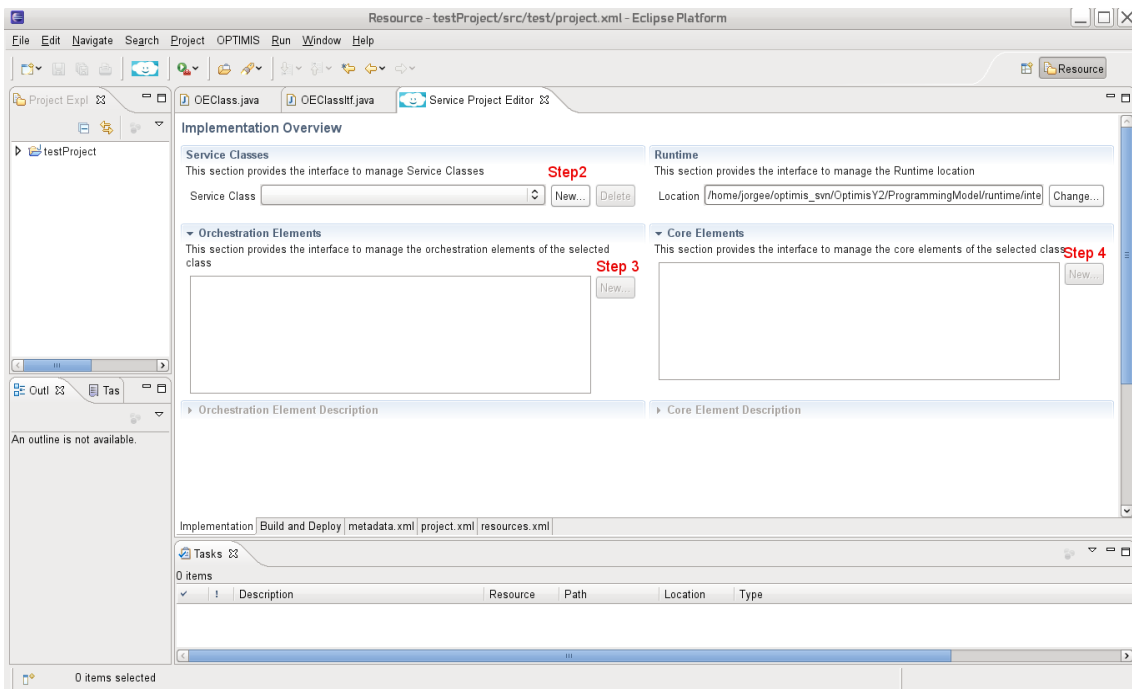 Resource - testProject/src/test/project.xml - Eclipse Platform
File Edit Navigate Search Project OPTIMIS Run Window Help
Resource
Project Expl
OEClass.java
OEClassItf.java
Service Project Editor
testProject
Implementation Overview
Service Classes
This section provides the interface to manage Service Classes
Step2
Service Class
New...
Delete
Runtime
This section provides the interface to manage the Runtime location
Location /home/jorgee/optimis_svn/OptimisY2/ProgrammingModel/runtime/inte
Change...
Orchestration Elements
This section provides the interface to manage the orchestration elements of the selected
class
Step 3
New...
Core Elements
This section provides the interface to manage the core elements of the selected class
Step 4
New...
Orchestration Element Description
Core Element Description
Outl
Tas
An outline is not available.
Implementation Build and Deploy metadata.xml project.xml resources.xml
Tasks
0 items
! Description Resource Path Location Type
0 items selected